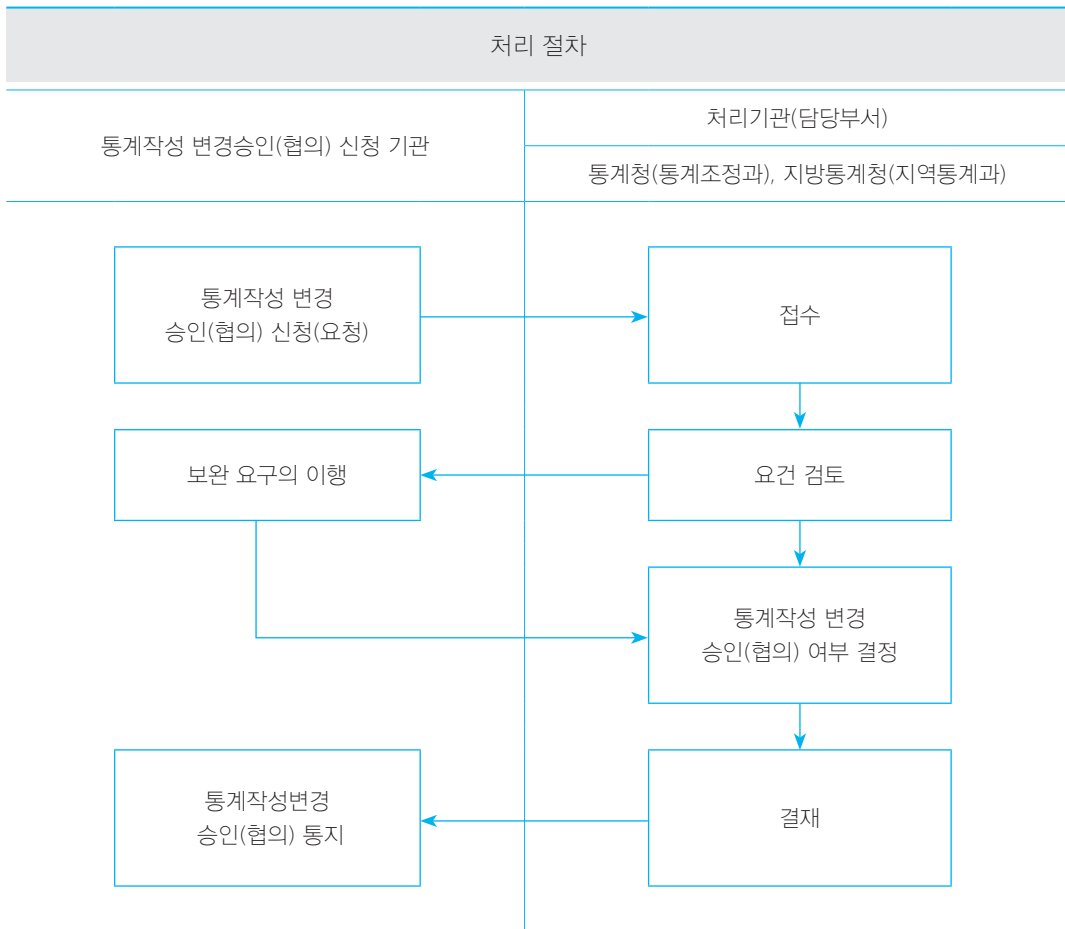 처리 절차
통계작성 변경승인(협의) 신청 기관
처리기관(담당부서)
통계청(통계조정과), 지방통계청(지역통계과)
통계작성 변경
승인(협의) 신청(요청)
접수
보완 요구의 이행
요건 검토
통계작성 변경
승인(협의) 여부 결정
통계작성변경
승인(협의) 통지
결재